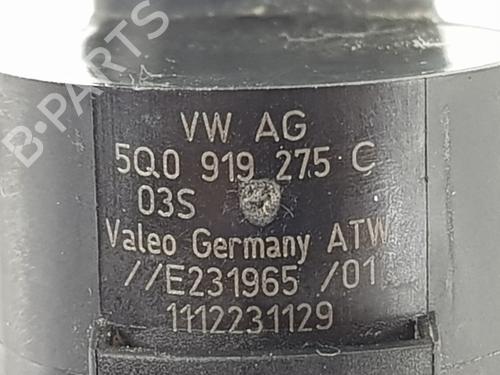 VW AG
5Q0 919 275 C
03S
Valeo Germany ATW
//E231965 /01
1112231129
B-PARTS